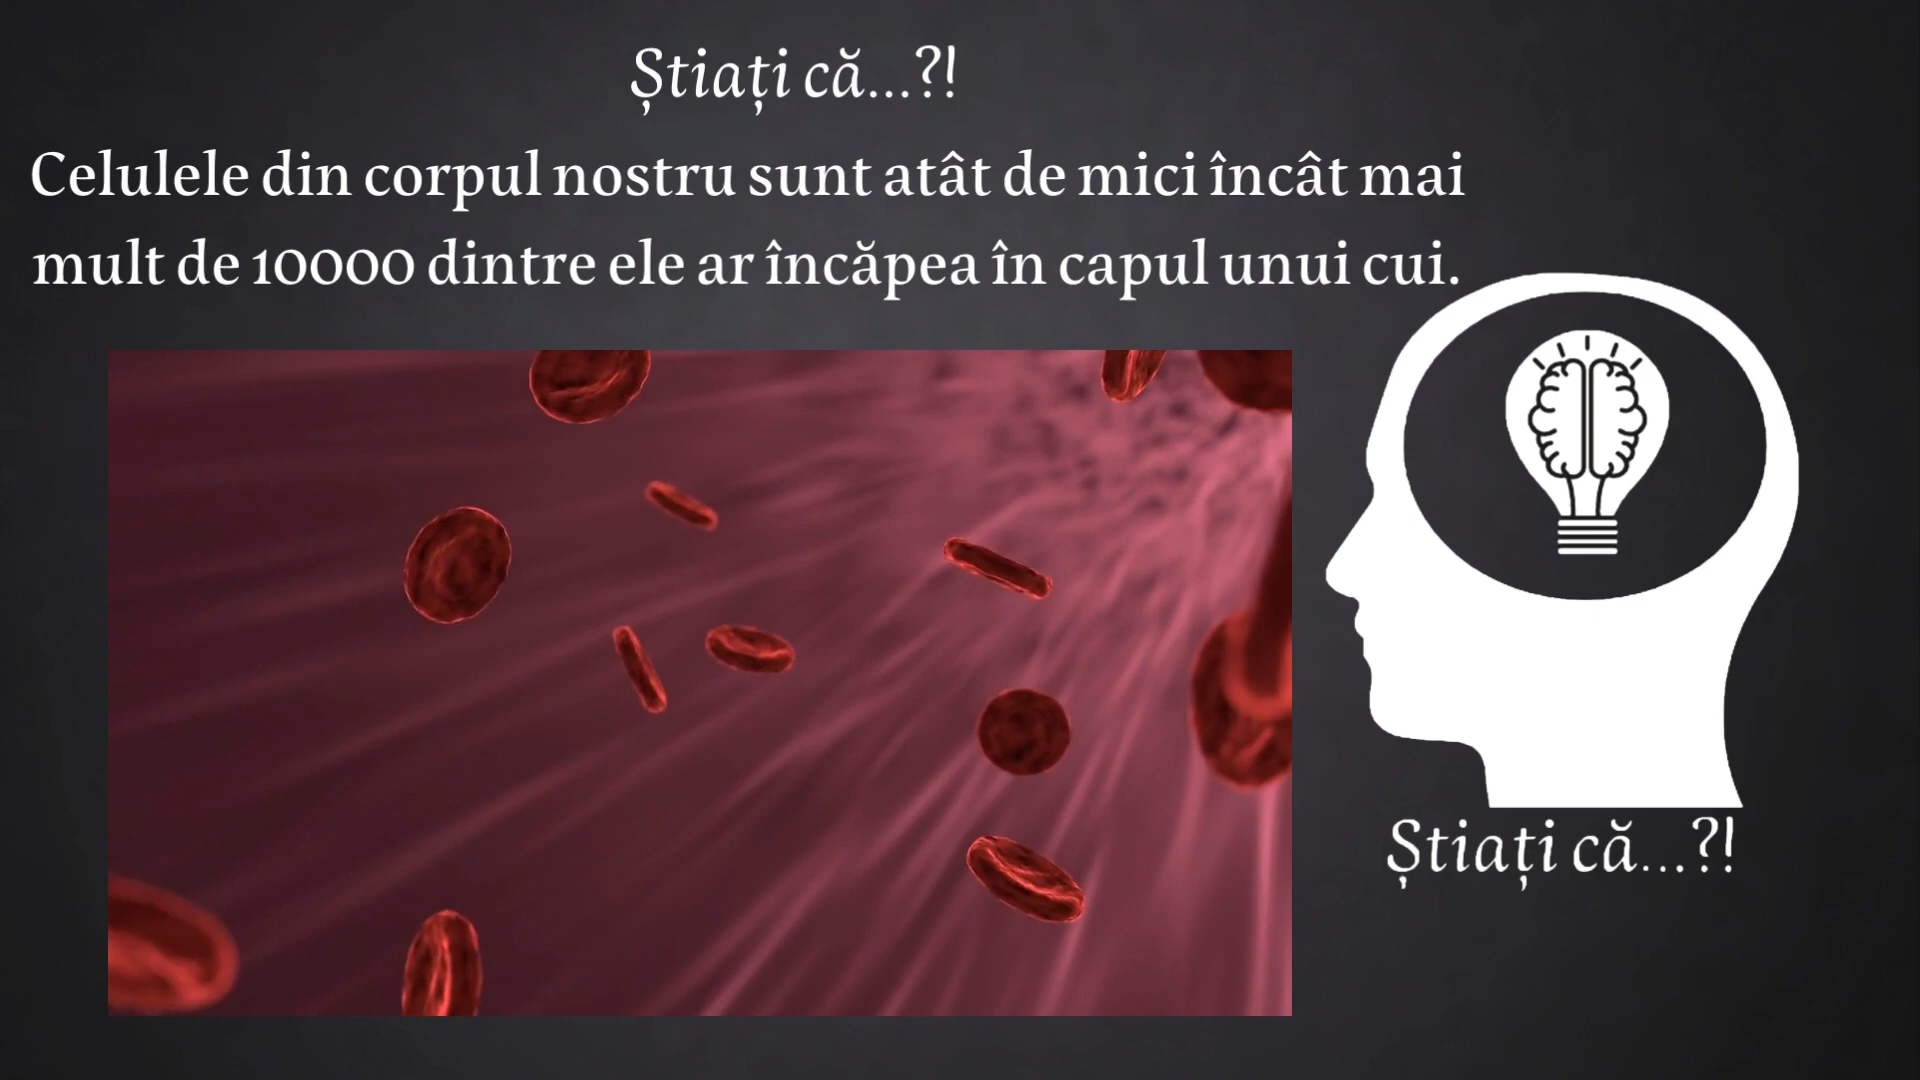 Știați că...?!
Celulele din corpul nostru sunt atât de mici încât mai
mult de 10000 dintre ele ar încăpea în capul unui cui.
Știați că...?!